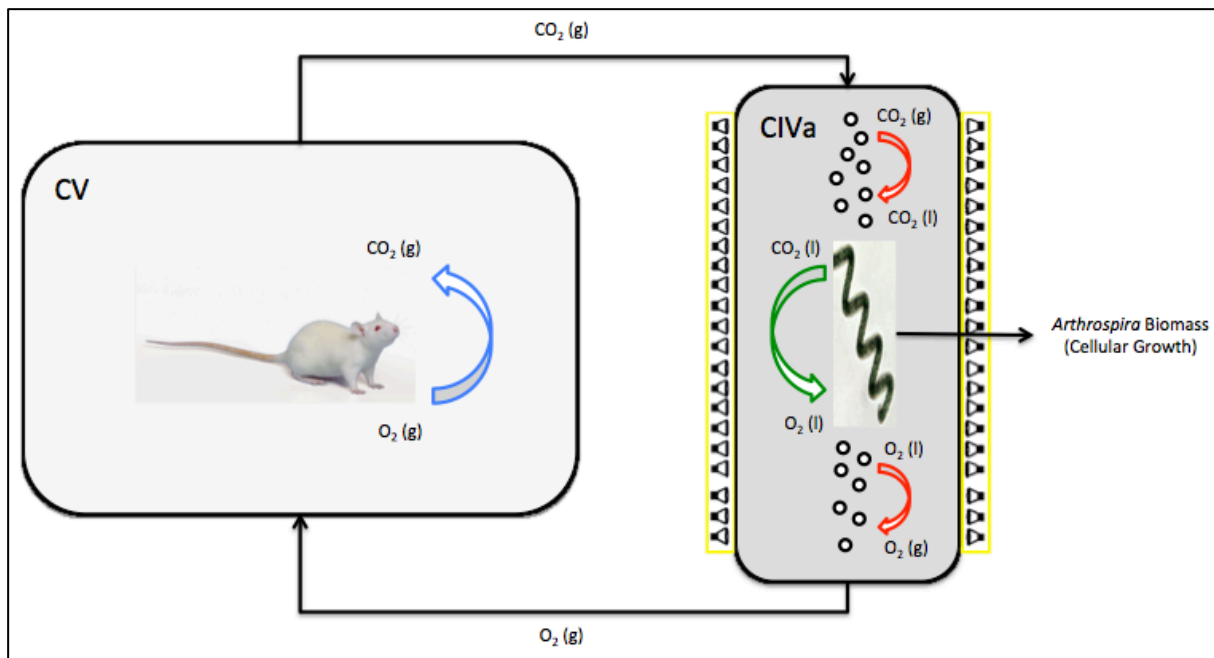 CO₂ (g)
CV
CO₂ (g)
O₂ (g)
CIVa
CO₂ (g)
CO₂ (l)
CO₂ (l)
O₂ (l)
O₂ (l)
O₂ (g)
Arthrospira Biomass
(Cellular Growth)
O₂ (g)